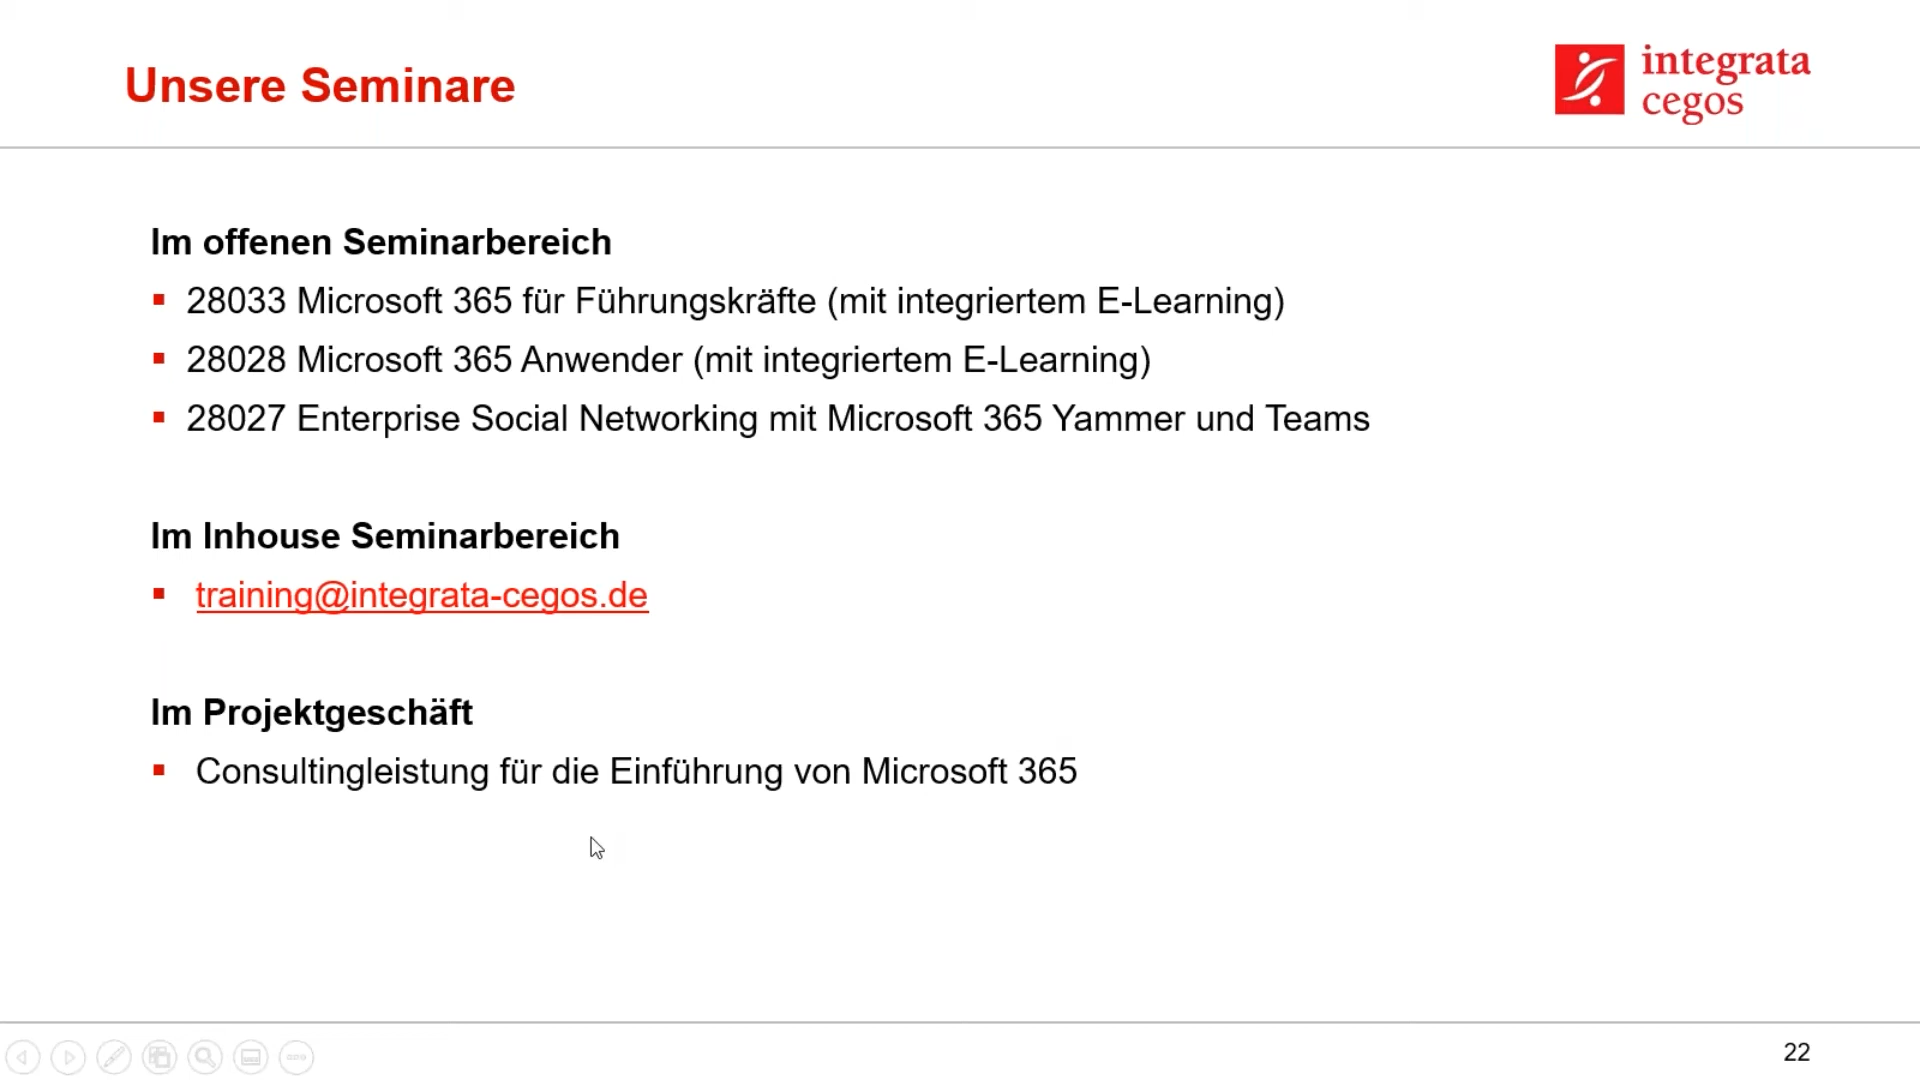 Unsere Seminare
integrata
cegos
Im offenen Seminarbereich
▪ 28033 Microsoft 365 für Führungskräfte (mit integriertem E-Learning)
▪ 28028 Microsoft 365 Anwender (mit integriertem E-Learning)
▪ 28027 Enterprise Social Networking mit Microsoft 365 Yammer und Teams
Im Inhouse Seminarbereich
▪ training@integrata-cegos.de
Im Projektgeschäft
▪ Consultingleistung für die Einführung von Microsoft 365
22